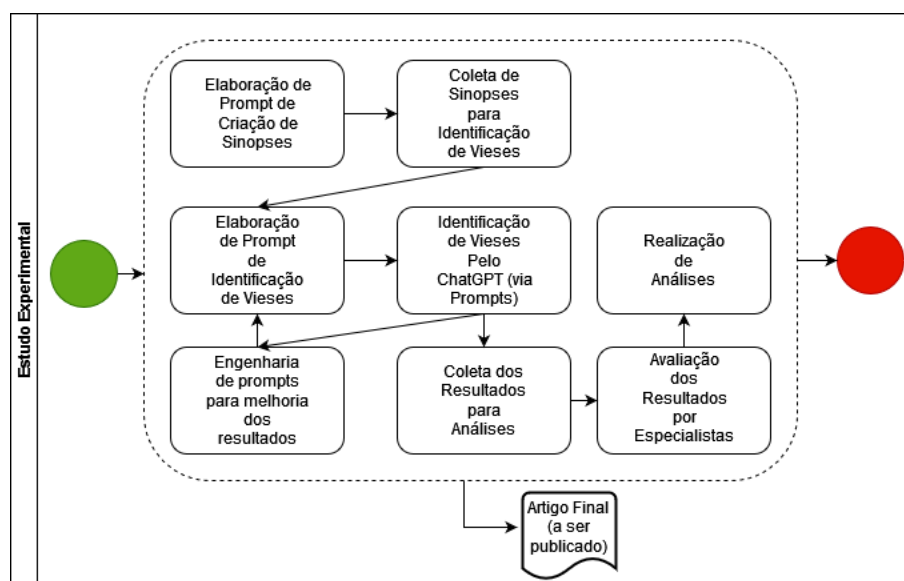 Estudo Experimental
Elaboração de
Prompt de
Criação de
Sinopses
Coleta de
Sinopses
para
Identificação
de Vieses
Elaboração
de Prompt
de
Identificação
de Vieses
Identificação
de Vieses
Pelo
ChatGPT (via
Prompts)
Realização
de
Análises
Engenharia
de prompts
para melhoria
dos
resultados
Coleta dos
Resultados
para
Análises
Avaliação
dos
Resultados
por
Especialistas
Artigo Final
(a ser
publicado)